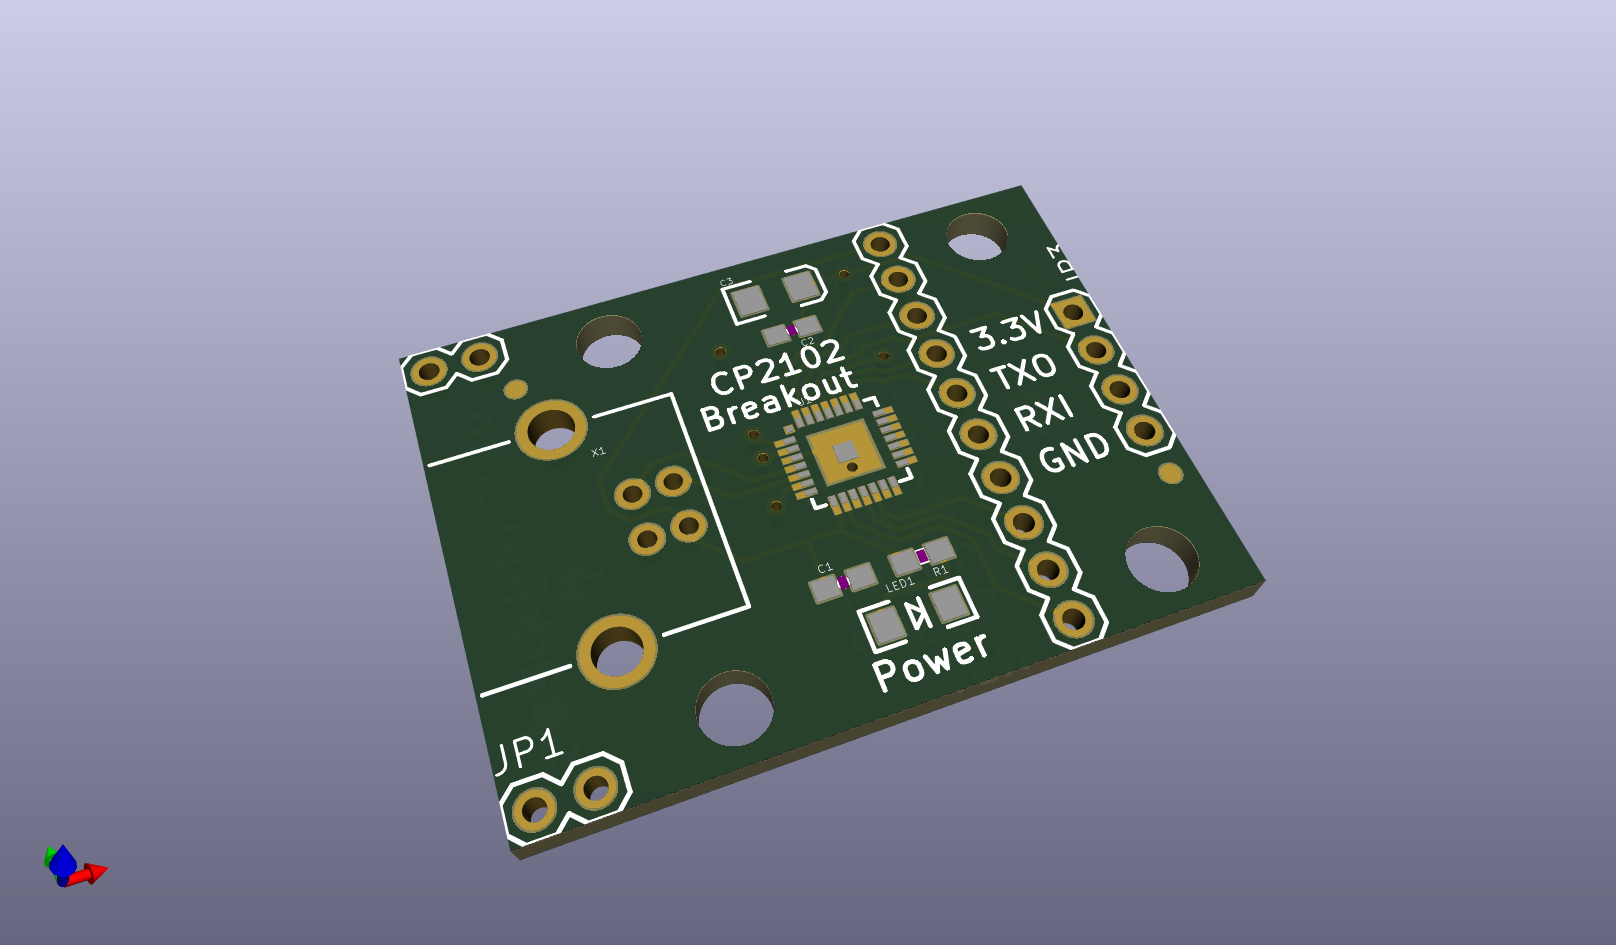 C3
JP3
C2
3.3V
CP2102
Breakout
TXO
RXI
GND
X1
C1
R1
LED1
Power
JP1